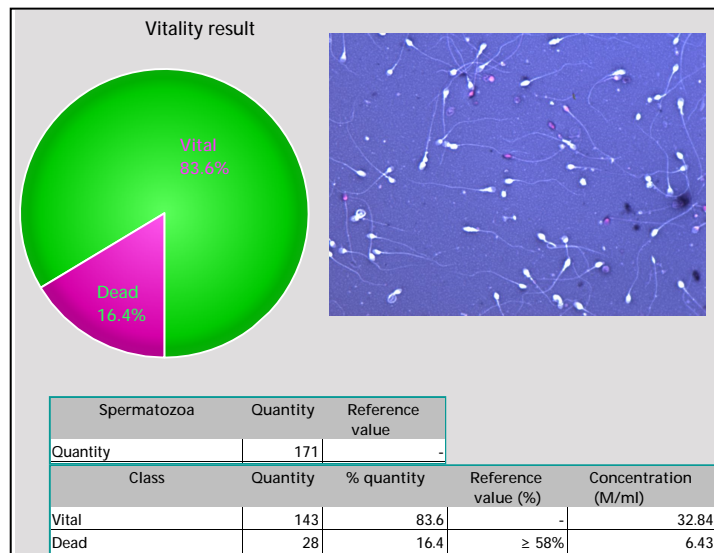 Vitality result
Vital
83.6%
Dead
16.4%
Spermatozoa Quantity Reference value
Quantity 171 -
Class Quantity % quantity Reference value (%) Concentration (M/ml)
Vital 143 83.6 - 32.84
Dead 28 16.4 ≥ 58% 6.43